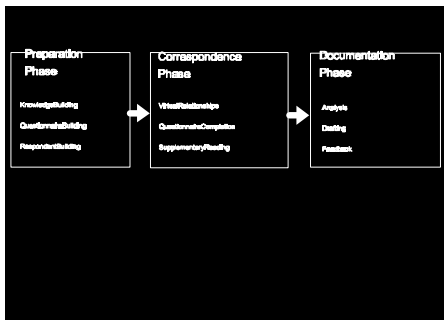 Preparation
Phase
KnowledgeBuilding
QuestionnaireBuilding
RespondentBuilding
Correspondence
Phase
VirtualRelationships
QuestionnaireCompletion
SupplementaryReading
Documentation
Phase
Analysis
Drafting
Feedback